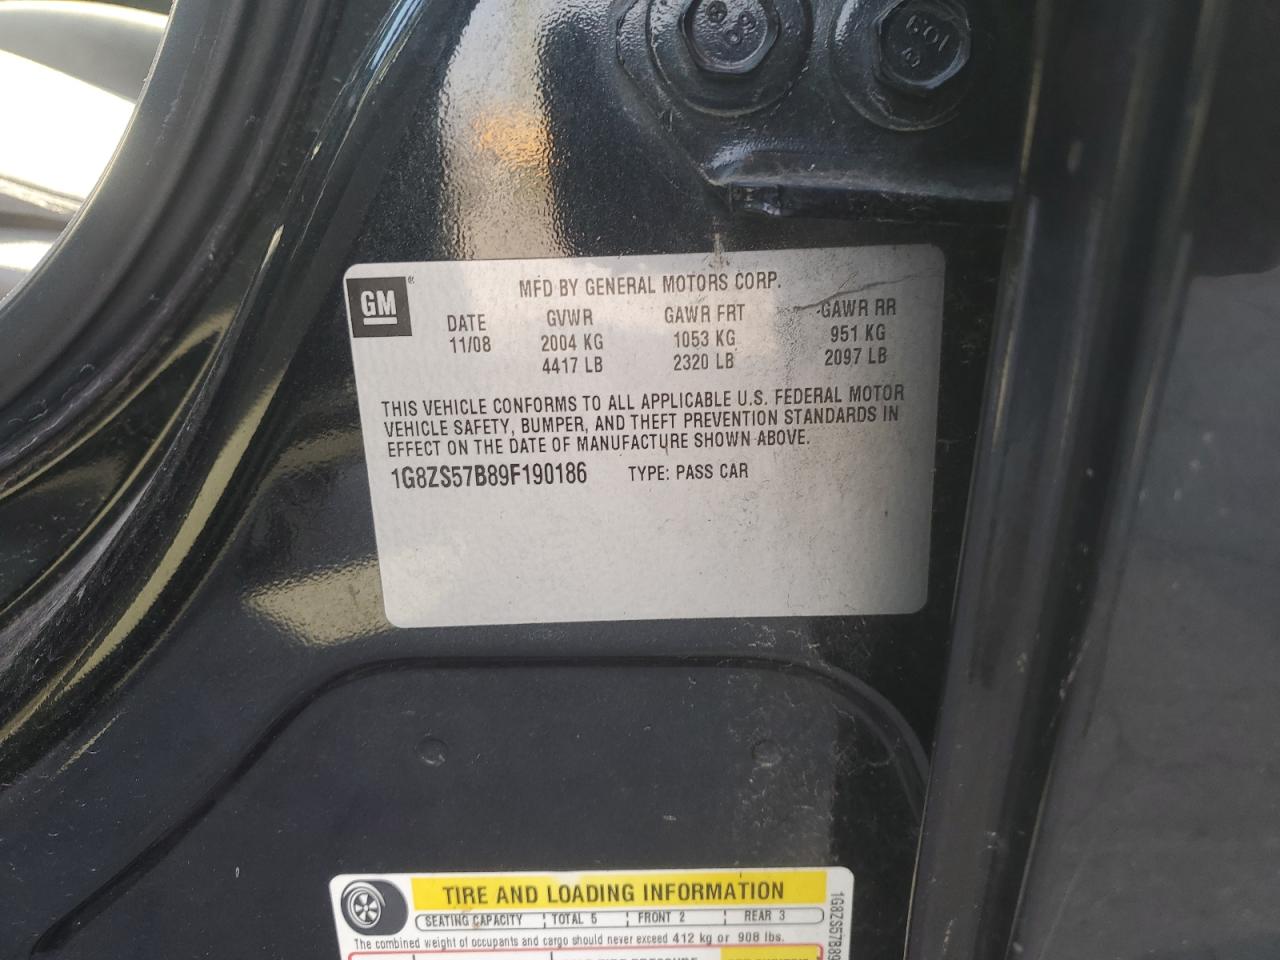 GM
MFD BY GENERAL MOTORS CORP.
DATE GVWR GAWR FRT GAWR RR
11/08 2004 KG 1053 KG 951 KG
4417 LB 2320 LB 2097 LB
THIS VEHICLE CONFORMS TO ALL APPLICABLE U.S. FEDERAL MOTOR
VEHICLE SAFETY, BUMPER, AND THEFT PREVENTION STANDARDS IN
EFFECT ON THE DATE OF MANUFACTURE SHOWN ABOVE.
1G8ZS57B89F190186 TYPE: PASS CAR
TIRE AND LOADING INFORMATION
SEATING CAPACITY TOTAL 5 FRONT 2 REAR 3
The combined weight of occupants and cargo should never exceed 412 kg or 908 lbs.
1G8ZS57B89